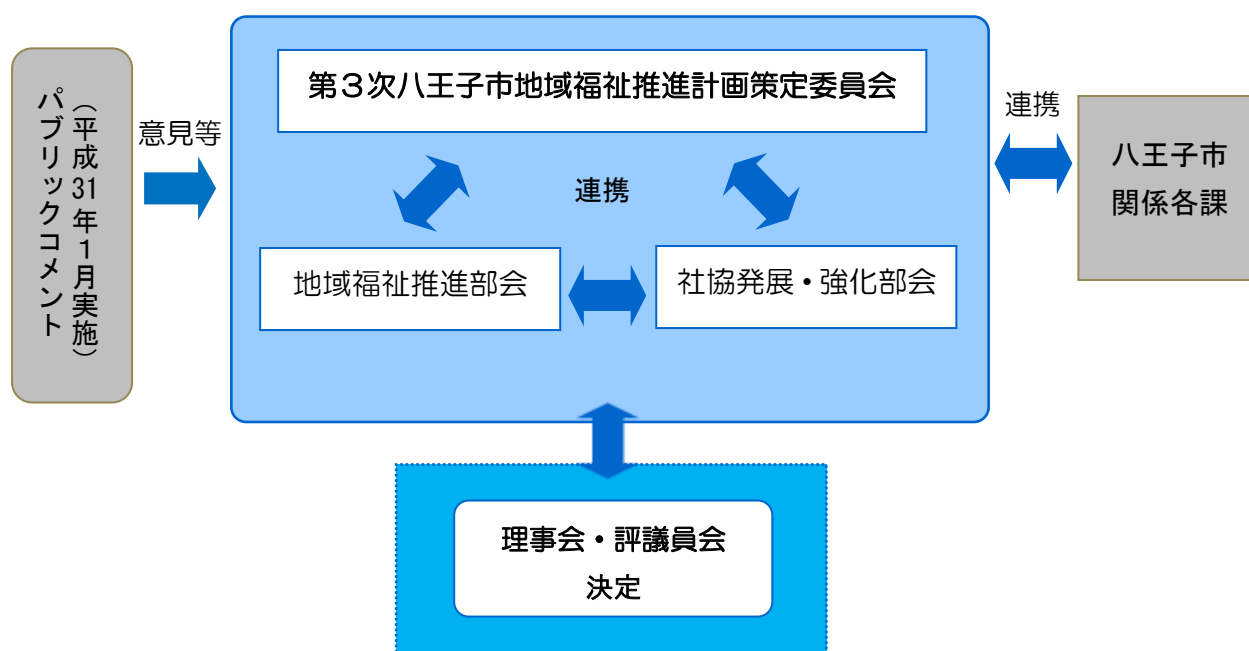 第３次八王子市地域福祉推進計画策定委員会
パブリックコメント
（平成31年１月実施）
意見等
連携
連携
八王子市
関係各課
地域福祉推進部会
社協発展・強化部会
理事会・評議員会
決定